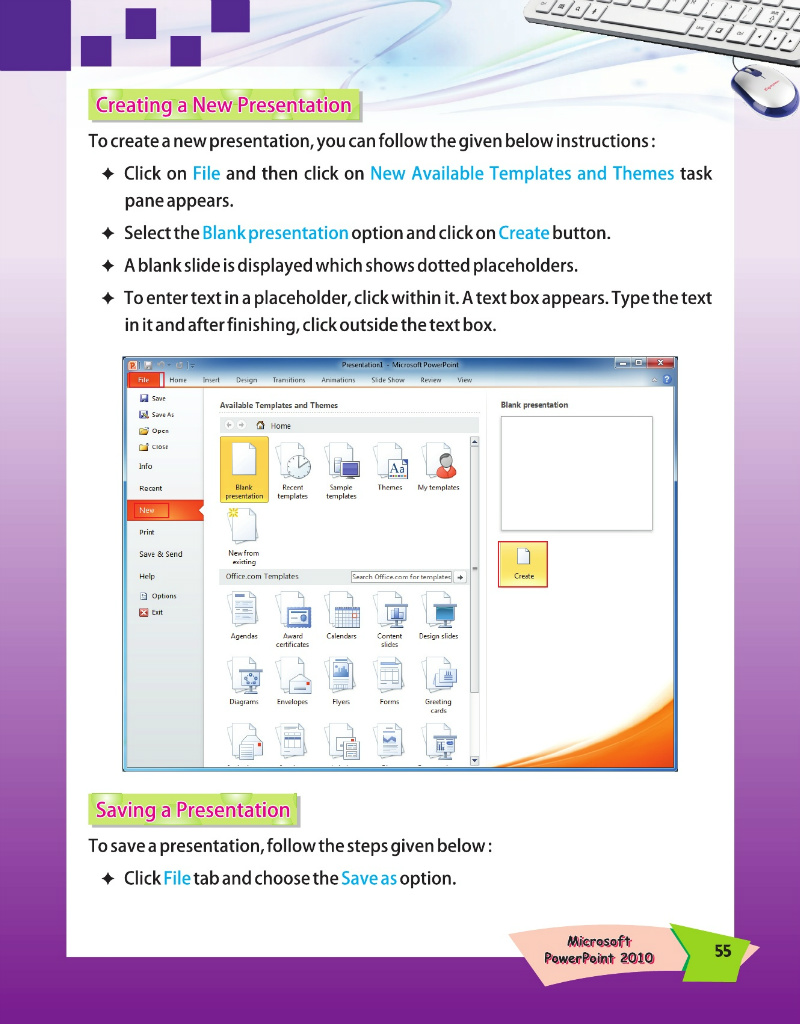 Creating a New Presentation
To create a new presentation, you can follow the given below instructions :
✦ Click on File and then click on New Available Templates and Themes task
pane appears.
✦ Select the Blank presentation option and click on Create button.
✦ A blank slide is displayed which shows dotted placeholders.
✦ To enter text in a placeholder, click within it. A text box appears. Type the text
in it and after finishing, click outside the text box.
Presentation1 - Microsoft PowerPoint
File Home Insert Design Transitions Animations Slide Show Review View
Save
Save As
Open
Close
Info
Recent
New
Print
Save & Send
Help
Options
Exit
Available Templates and Themes
Home
Blank presentation
Recent templates
Sample templates
Themes
My templates
New from existing
Office.com Templates
Search Office.com for templates
Agendas
Award certificates
Calendars
Content slides
Design slides
Diagrams
Envelopes
Flyers
Forms
Greeting cards
Blank presentation
Create
Saving a Presentation
To save a presentation, follow the steps given below :
✦ Click File tab and choose the Save as option.
Microsoft
PowerPoint 2010
55